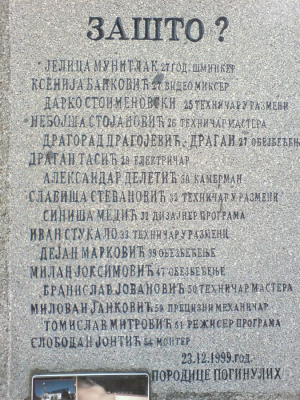 ЗАШТО ?
ЈЕЛИЦА МУНИТЛАК 27 ГОД. ШМИНКЕР
КСЕНИЈА БАНКОВИЋ 27 ВИДЕО МИКСЕР
ДАРКО СТОИМЕНОВСКИ 25 ТЕХНИЧАР У РАЗМЕНИ
НЕБОЈША СТОЈАНОВИЋ 26 ТЕХНИЧАР МАСТЕРА
ДРАГОРАД ДРАГОЈЕВИЋ - ДРАГАН 27 ОБЕЗБЕЂЕЊЕ
ДРАГАН ТАСИЋ 29 ЕЛЕКТРИЧАР
АЛЕКСАНДАР ДЕЛЕТИЋ 30 КАМЕРМАН
СЛАВИША СТЕВАНОВИЋ 32 ТЕХНИЧАР У РАЗМЕНИ
СИНИША МЕДИЋ 32 ДИЗАЈНЕР ПРОГРАМА
ИВАН СТУКАЛО 33 ТЕХНИЧАР У РАЗМЕНИ
ДЕЈАН МАРКОВИЋ 39 ОБЕЗБЕЂЕЊЕ
МИЛАН ЈОКСИМОВИЋ 47 ОБЕЗБЕЂЕЊЕ
БРАНИСЛАВ ЈОВАНОВИЋ 50 ТЕХНИЧАР МАСТЕРА
МИЛОВАН ЈАНКОВИЋ 59 ПРЕЦИЗНИ МЕХАНИЧАР
ТОМИСЛАВ МИТРОВИЋ 61 РЕЖИСЕР ПРОГРАМА
СЛОБОДАН ЈОНТИЋ 54 МОНТЕР
23.12.1999.год.
ПОРОДИЦЕ ПОГИНУЛИХ